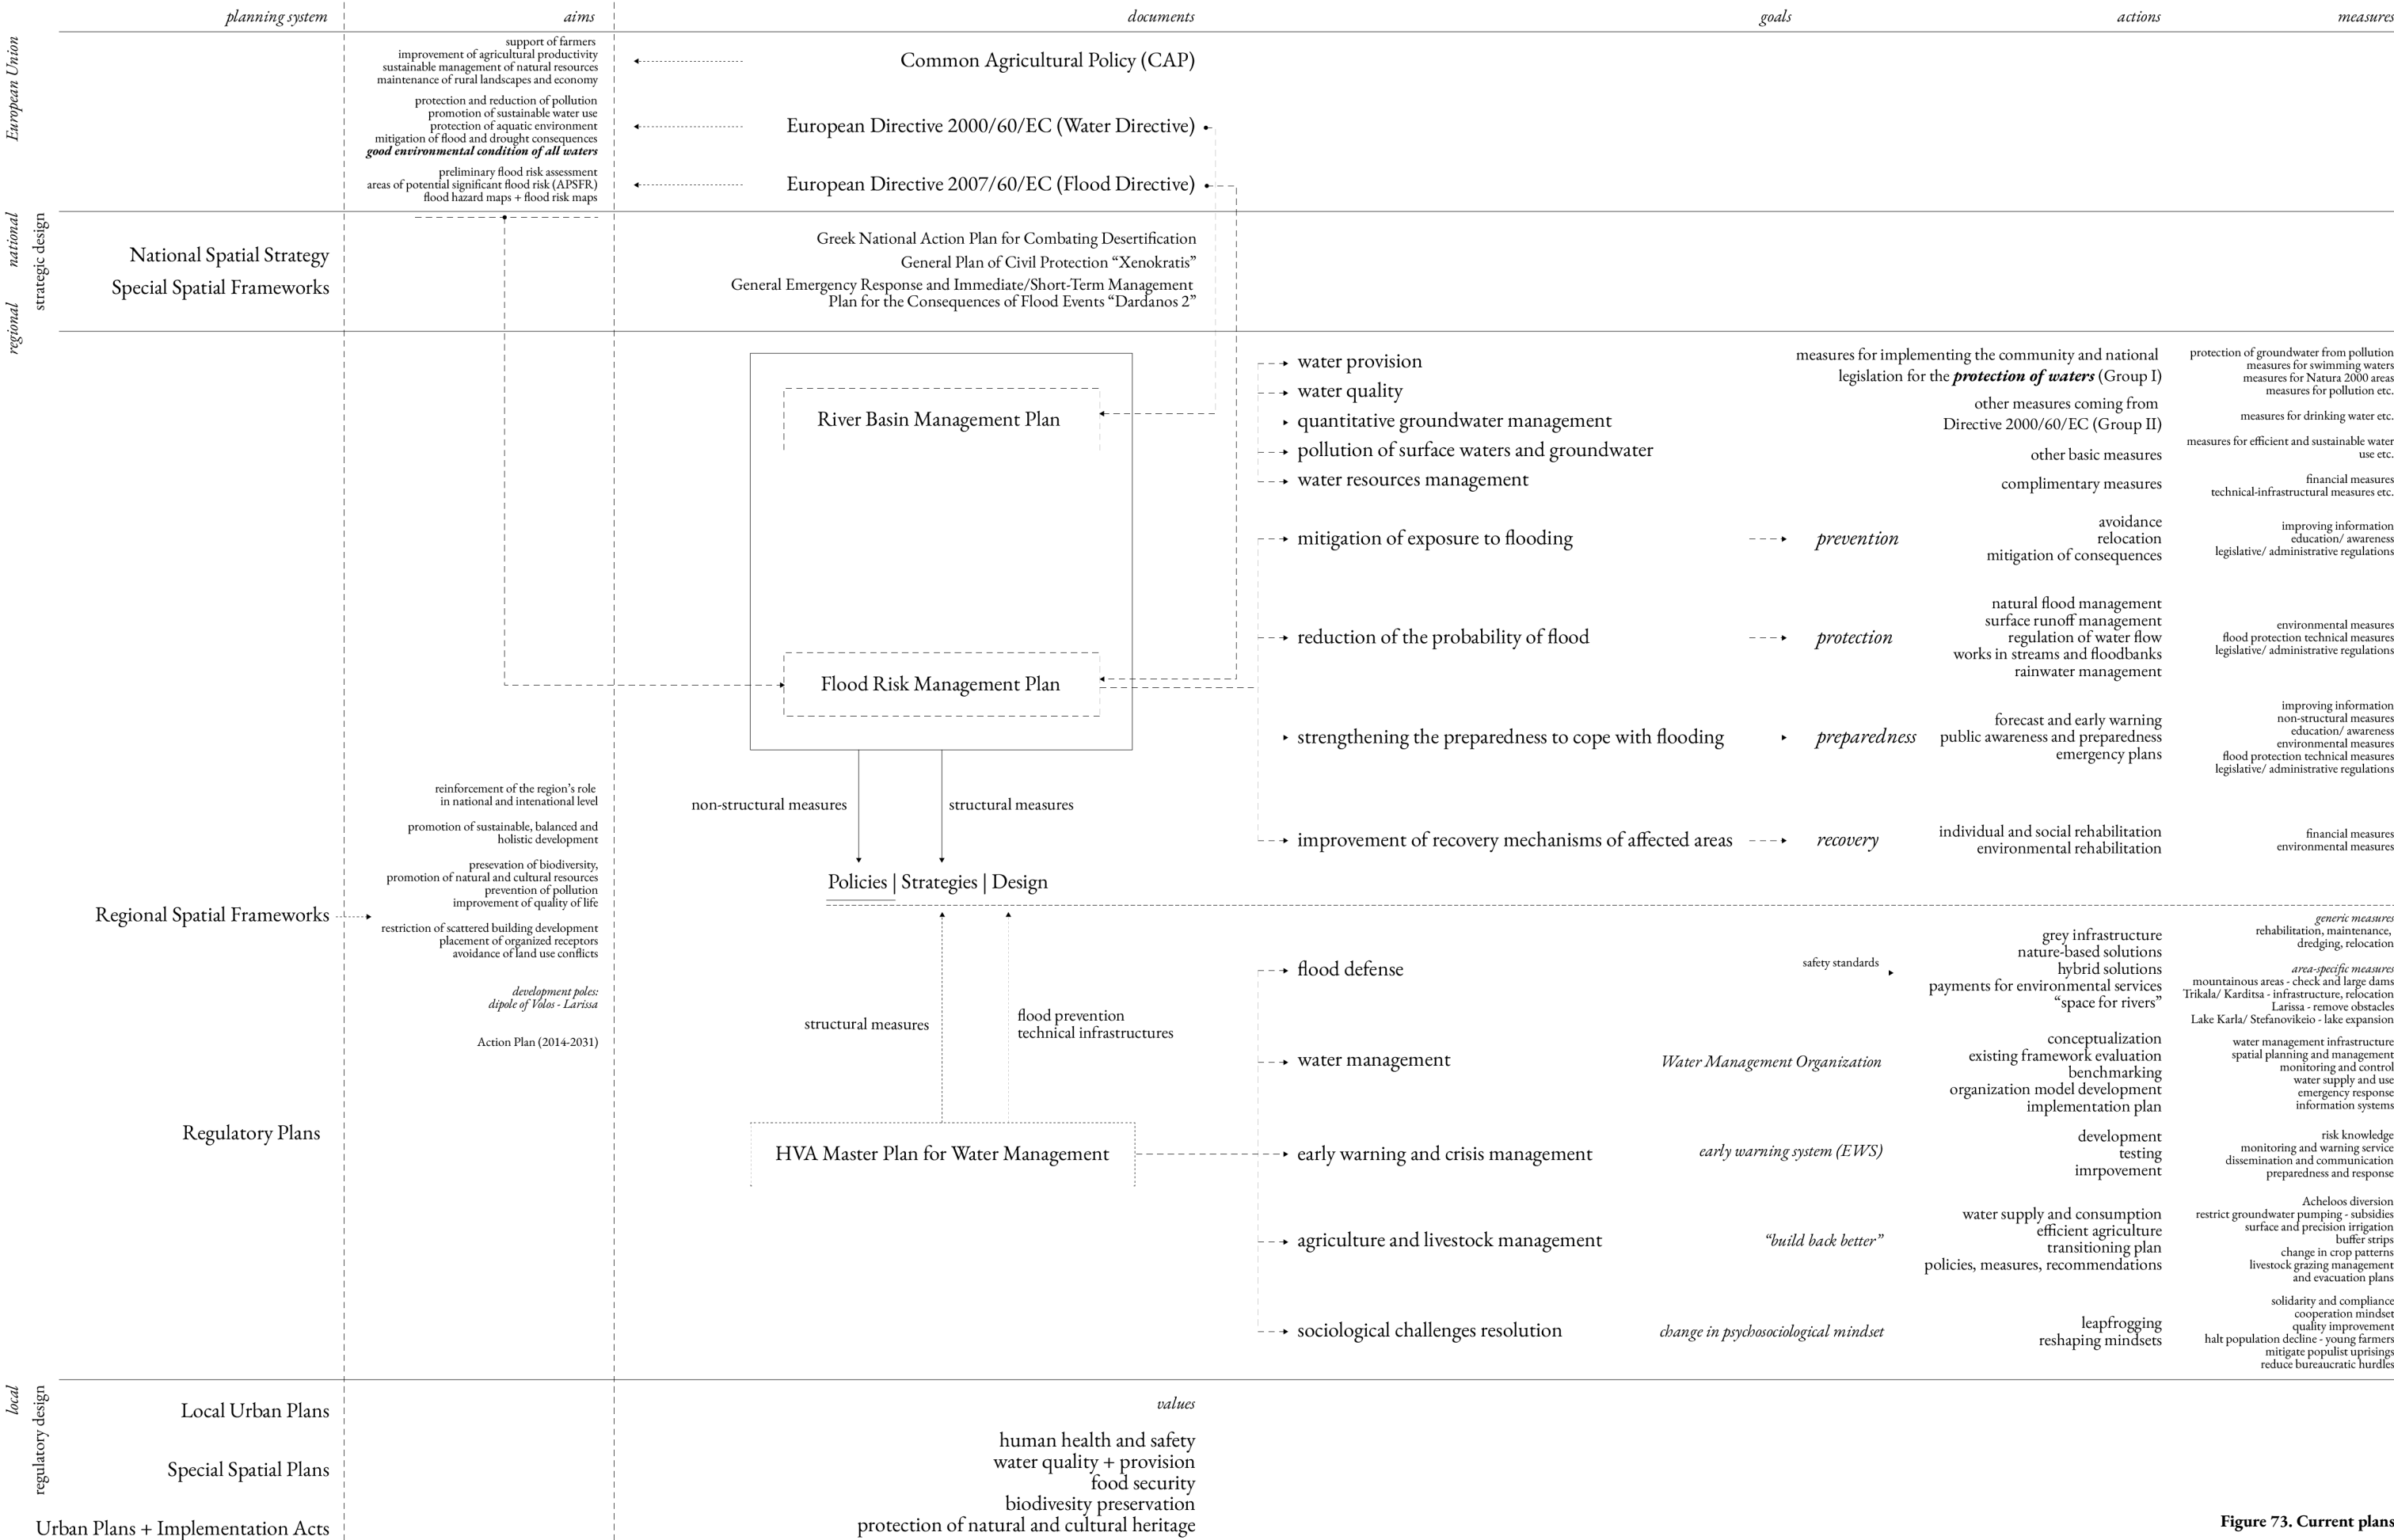 planning system
aims
documents
goals
actions
measures
European Union
support of farmers
improvement of agricultural productivity
sustainable management of natural resources
maintenance of rural landscapes and economy
Common Agricultural Policy (CAP)
protection and reduction of pollution
promotion of sustainable water use
protection of aquatic environment
mitigation of flood and drought consequences
good environmental condition of all waters
European Directive 2000/60/EC (Water Directive)
preliminary flood risk assessment
areas of potential significant flood risk (APSFR)
flood hazard maps + flood risk maps
European Directive 2007/60/EC (Flood Directive)
national
strategic design
regional
National Spatial Strategy
Special Spatial Frameworks
Greek National Action Plan for Combating Desertification
General Plan of Civil Protection “Xenokratis”
General Emergency Response and Immediate/Short-Term Management
Plan for the Consequences of Flood Events “Dardanos 2”
River Basin Management Plan
water provision
water quality
quantitative groundwater management
pollution of surface waters and groundwater
water resources management
measures for implementing the community and national
legislation for the protection of waters (Group I)
other measures coming from
Directive 2000/60/EC (Group II)
other basic measures
complimentary measures
protection of groundwater from pollution
measures for swimming waters
measures for Natura 2000 areas
measures for pollution etc.
measures for drinking water etc.
measures for efficient and sustainable water
use etc.
financial measures
technical-infrastructural measures etc.
Flood Risk Management Plan
mitigation of exposure to flooding
prevention
avoidance
relocation
mitigation of consequences
improving information
education/ awareness
legislative/ administrative regulations
reduction of the probability of flood
protection
natural flood management
surface runoff management
regulation of water flow
works in streams and floodbanks
rainwater management
environmental measures
flood protection technical measures
legislative/ administrative regulations
strengthening the preparedness to cope with flooding
preparedness
forecast and early warning
public awareness and preparedness
emergency plans
improving information
non-structural measures
education/ awareness
environmental measures
flood protection technical measures
legislative/ administrative regulations
improvement of recovery mechanisms of affected areas
recovery
individual and social rehabilitation
environmental rehabilitation
financial measures
environmental measures
non-structural measures
structural measures
Policies | Strategies | Design
Regional Spatial Frameworks
reinforcement of the region’s role
in national and intenational level
promotion of sustainable, balanced and
holistic development
presevation of biodiversity,
promotion of natural and cultural resources
prevention of pollution
improvement of quality of life
restriction of scattered building development
placement of organized receptors
avoidance of land use conflicts
development poles:
dipole of Volos - Larissa
Action Plan (2014-2031)
Regulatory Plans
structural measures
flood prevention
technical infrastructures
HVA Master Plan for Water Management
flood defense
safety standards
grey infrastructure
nature-based solutions
hybrid solutions
payments for environmental services
“space for rivers”
generic measures
rehabilitation, maintenance,
dredging, relocation
area-specific measures
mountainous areas - check and large dams
Trikala/ Karditsa - infrastructure, relocation
Larissa - remove obstacles
Lake Karla/ Stefanovikeio - lake expansion
water management
Water Management Organization
conceptualization
existing framework evaluation
benchmarking
organization model development
implementation plan
water management infrastructure
spatial planning and management
monitoring and control
water supply and use
emergency response
information systems
early warning and crisis management
early warning system (EWS)
development
testing
imrpovement
risk knowledge
monitoring and warning service
dissemination and communication
preparedness and response
agriculture and livestock management
“build back better”
water supply and consumption
efficient agriculture
transitioning plan
policies, measures, recommendations
Acheloos diversion
restrict groundwater pumping - subsidies
surface and precision irrigation
buffer strips
change in crop patterns
livestock grazing management
and evacuation plans
sociological challenges resolution
change in psychosociological mindset
leapfrogging
reshaping mindsets
solidarity and compliance
cooperation mindset
quality improvement
halt population decline - young farmers
mitigate populist uprisings
reduce bureaucratic hurdles
local
regulatory design
Local Urban Plans
Special Spatial Plans
Urban Plans + Implementation Acts
values
human health and safety
water quality + provision
food security
biodivesity preservation
protection of natural and cultural heritage
Figure 73. Current plans